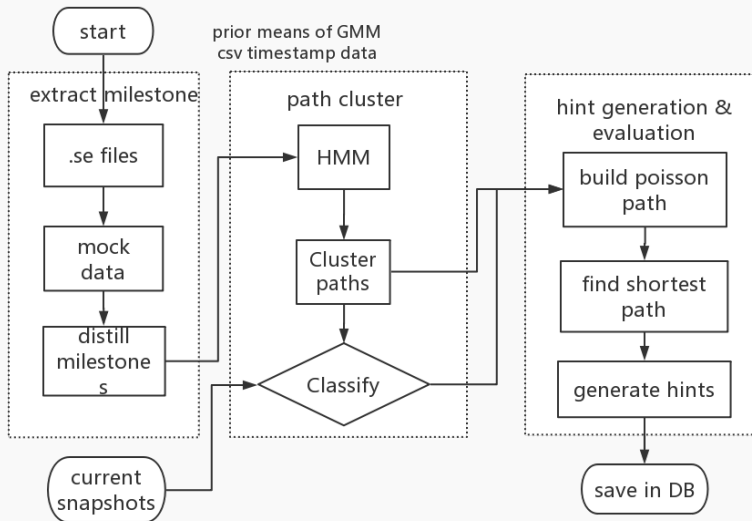 start
prior means of GMM
csv timestamp data
extract milestone
.se files
mock
data
distill
milestone
s
current
snapshots
path cluster
HMM
Cluster
paths
Classify
hint generation &
evaluation
build poisson
path
find shortest
path
generate hints
save in DB